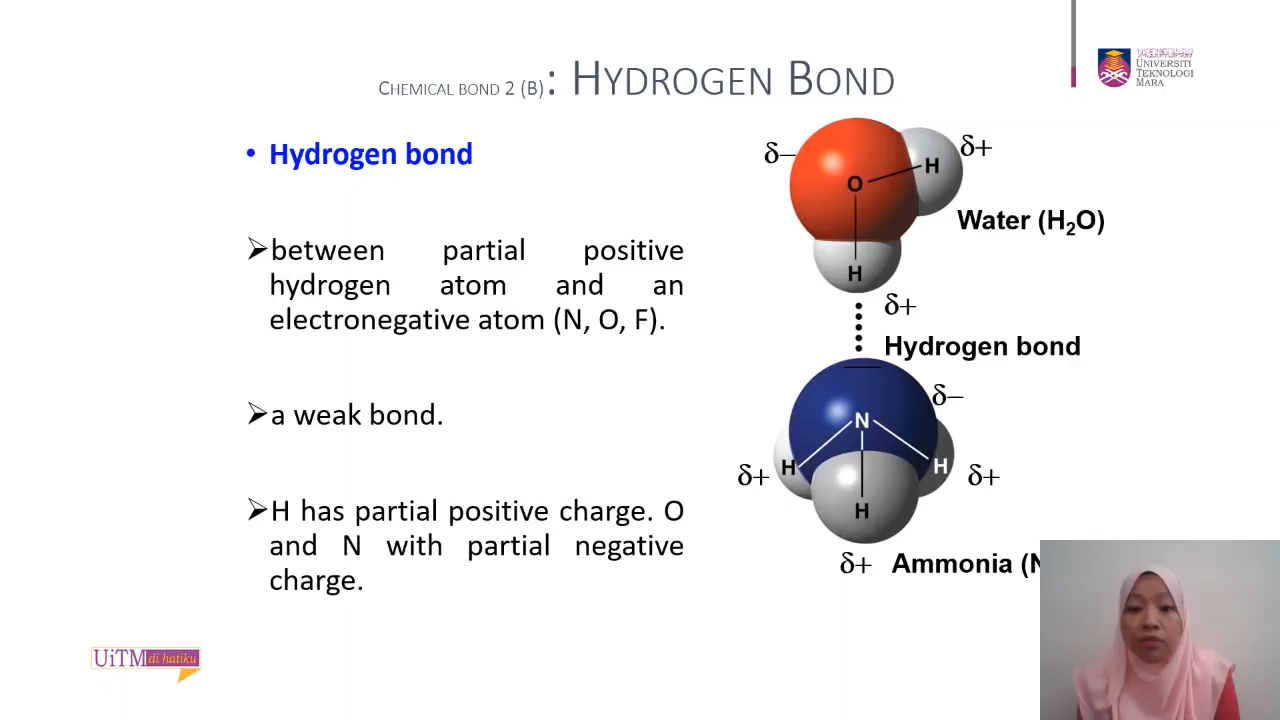 CHEMICAL BOND 2 (B): HYDROGEN BOND
UNIVERSITI
TEKNOLOGI
MARA
• Hydrogen bond
➢between partial positive
hydrogen atom and an
electronegative atom (N, O, F).
➢a weak bond.
➢H has partial positive charge. O
and N with partial negative
charge.
δ–
δ+
O
H
Water (H₂O)
H
δ+
Hydrogen bond
δ–
N
H
H
δ+
δ+
H
δ+ Ammonia (N
UiTM di hatiku